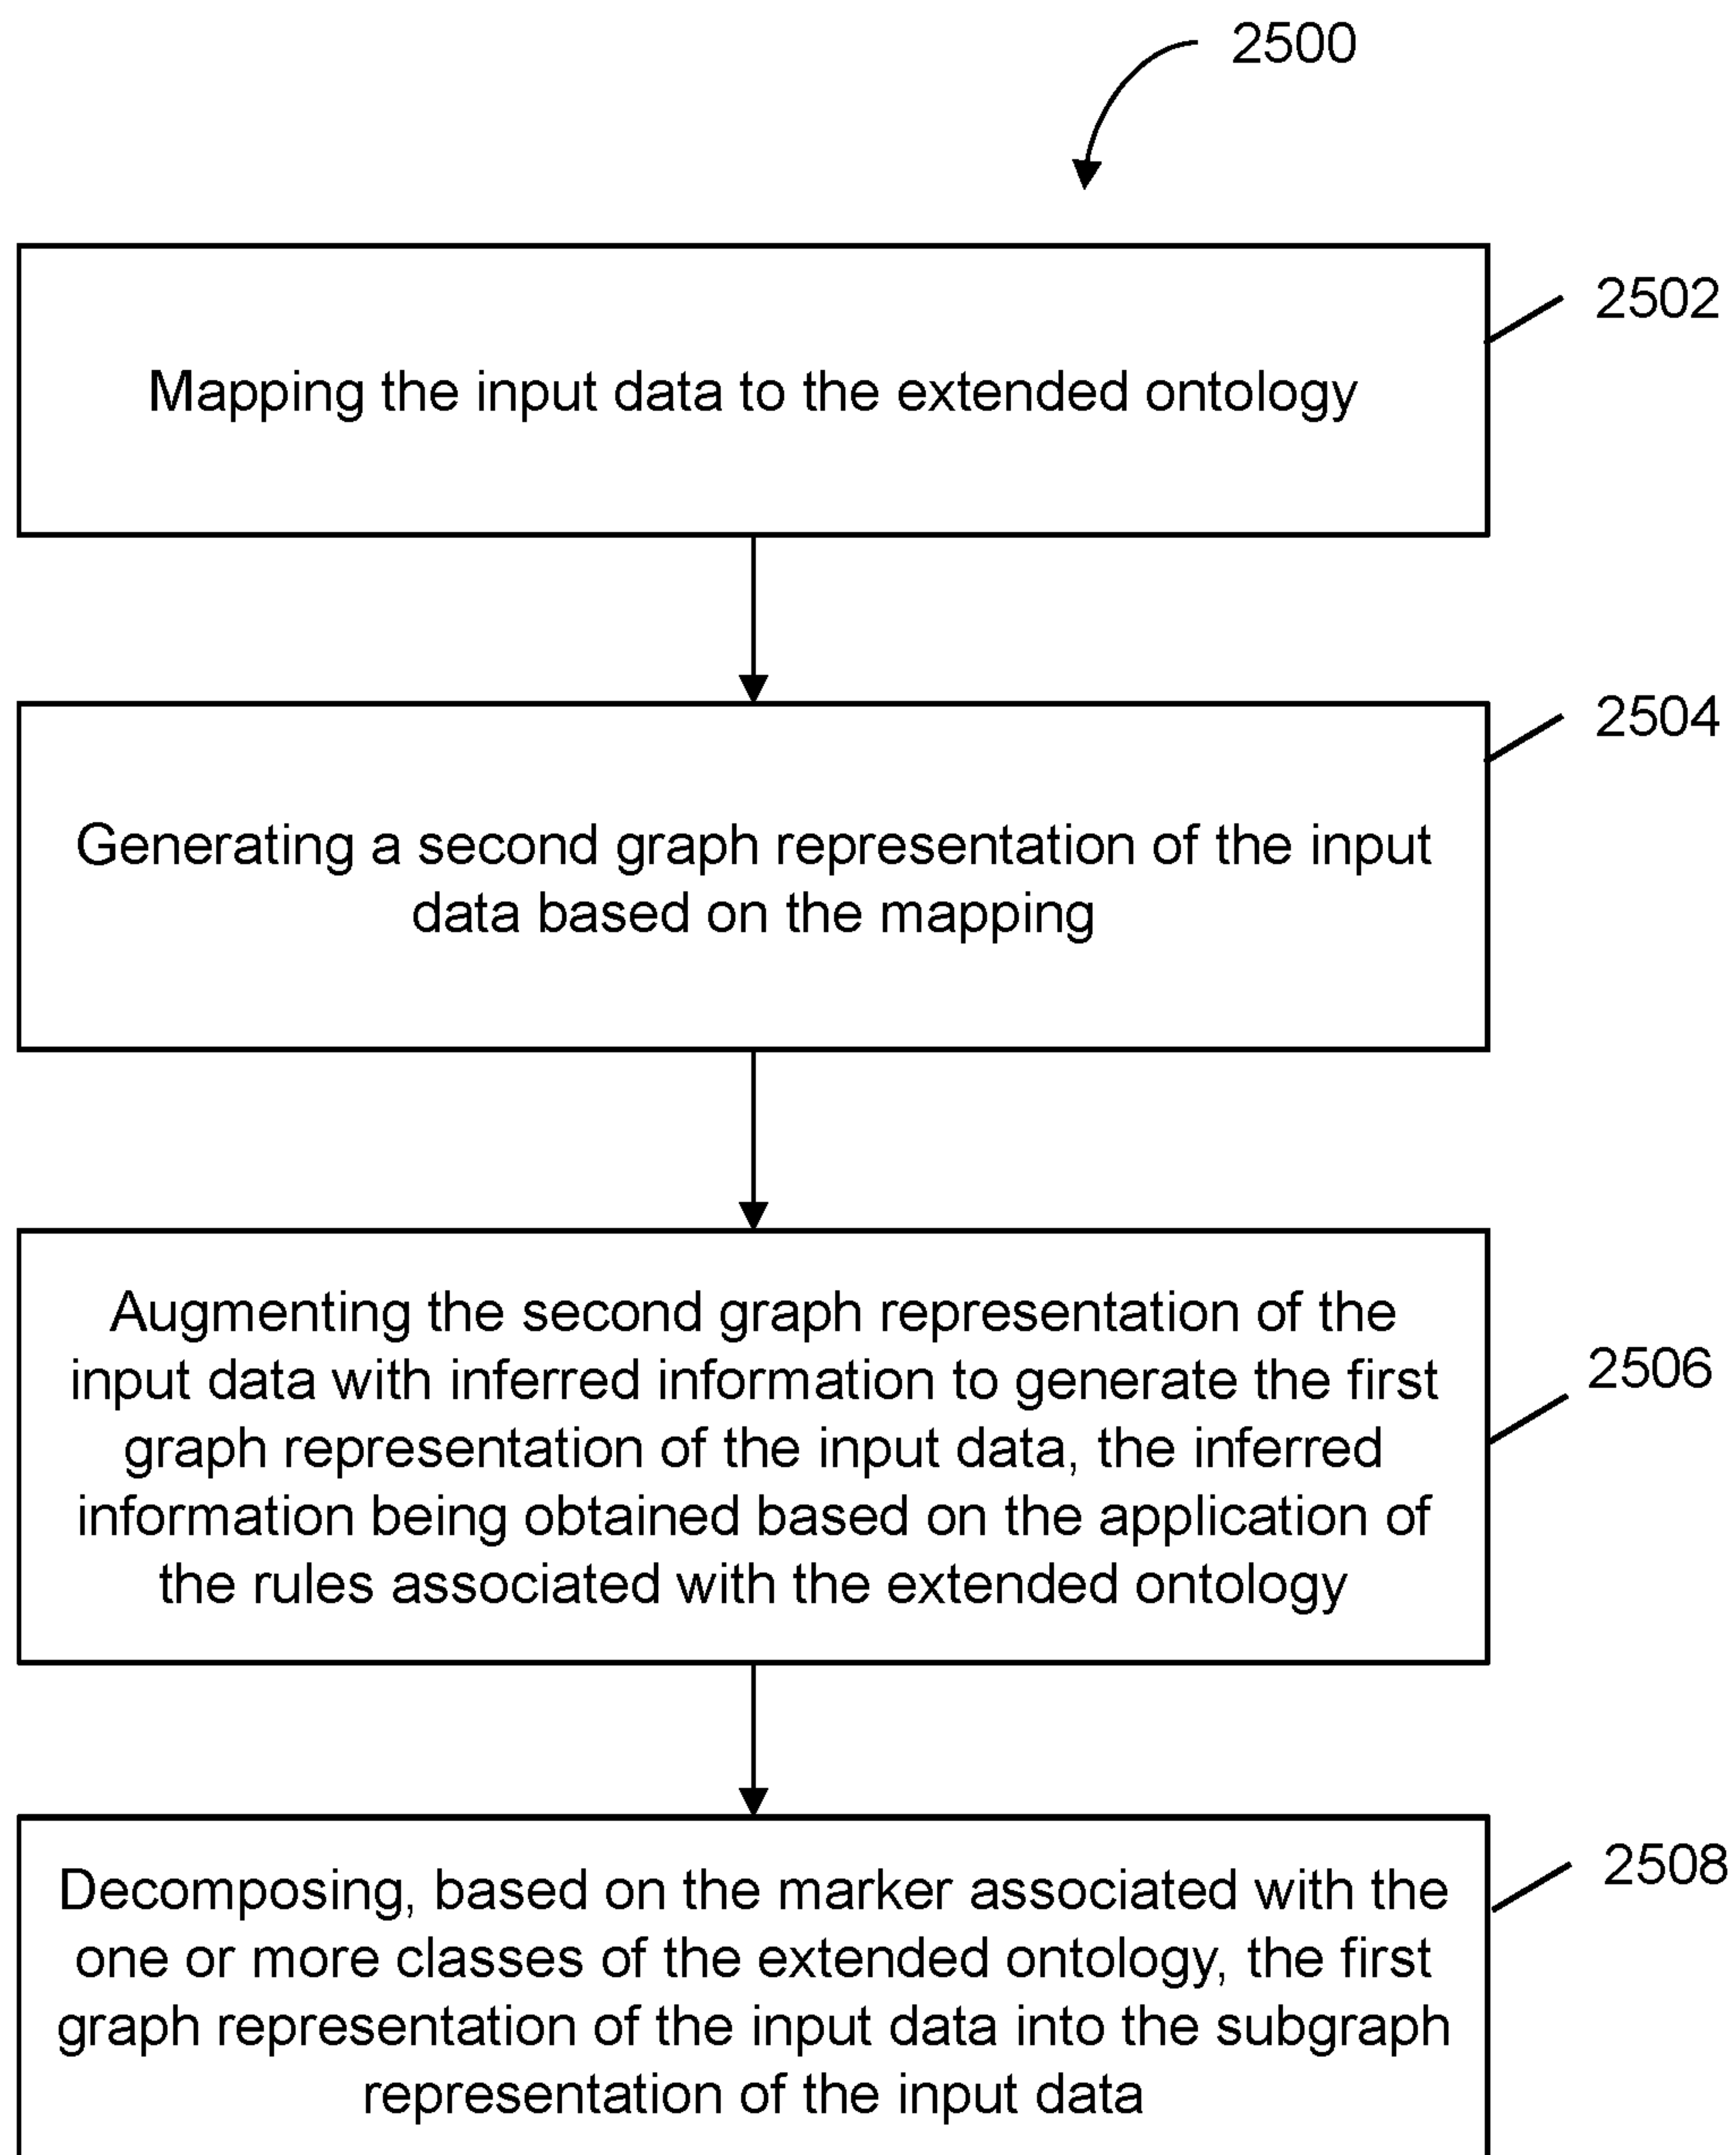 2500
2502
Mapping the input data to the extended ontology
2504
Generating a second graph representation of the input
data based on the mapping
Augmenting the second graph representation of the
input data with inferred information to generate the first
graph representation of the input data, the inferred
information being obtained based on the application of
the rules associated with the extended ontology
2506
Decomposing, based on the marker associated with the
one or more classes of the extended ontology, the first
graph representation of the input data into the subgraph
representation of the input data
2508